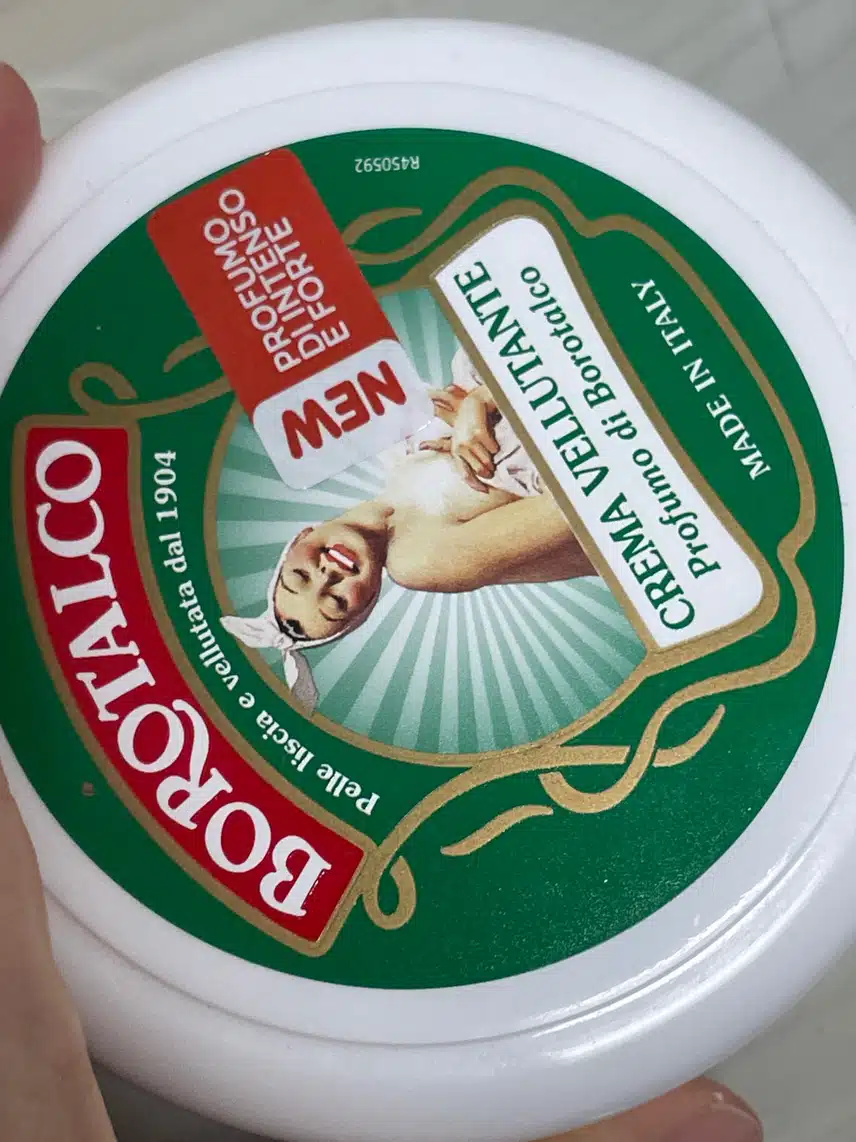 BOROTALCO
Pelle liscia e vellutata dal 1904
NEW
PROFUMO
DI INTENSO
E FORTE
CREMA VELLUTANTE
Profumo di Borotalco
MADE IN ITALY
R450592